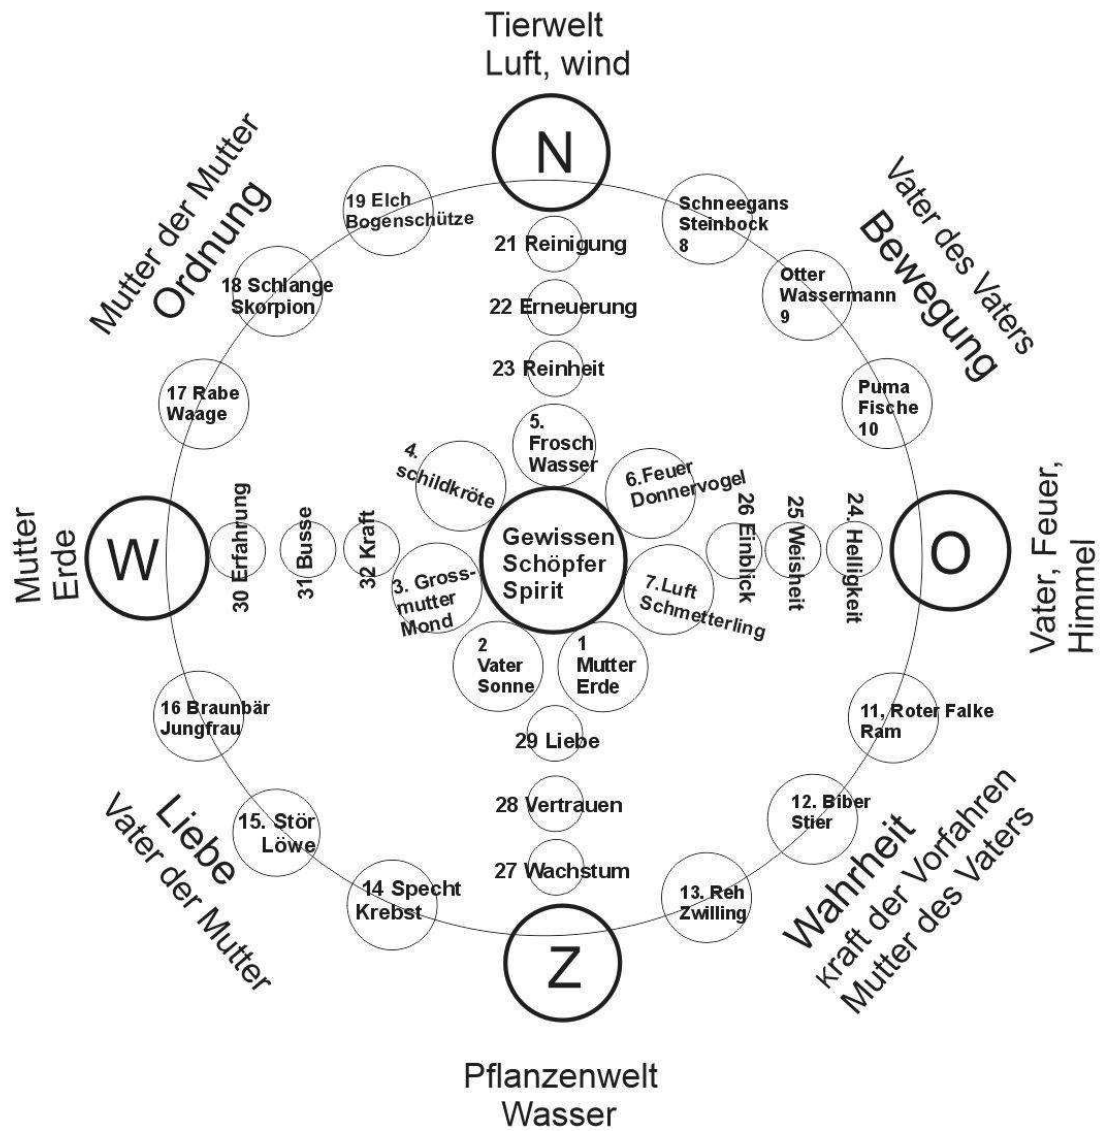 Tierwelt
Luft, wind
N
Mutter der Mutter
Ordnung
Vater des Vaters
Bewegung
19 Elch
Bogenschütze
Schneegans
Steinbock
8
21 Reinigung
18 Schlange
Skorpion
Otter
Wassermann
9
22 Erneuerung
23 Reinheit
17 Rabe
Waage
Puma
Fische
10
5.
Frosch
Wasser
4.
schildkröte
6.Feuer
Donnervogel
Mutter
Erde
W
30 Erfahrung
31 Busse
32 Kraft
3. Gross-
mutter
Mond
Gewissen
Schöpfer
Spirit
7.Luft
Schmetterling
26 Einblick
25 Weisheit
24. Helligkeit
O
Vater, Feuer,
Himmel
2
Vater
Sonne
1
Mutter
Erde
16 Braunbär
Jungfrau
29 Liebe
11, Roter Falke
Ram
15. Stör
Löwe
28 Vertrauen
12. Biber
Stier
14 Specht
Krebst
27 Wachstum
13. Reh
Zwilling
Liebe
Vater der Mutter
Wahrheit
kraft der Vorfahren
Mutter des Vaters
Z
Pflanzenwelt
Wasser